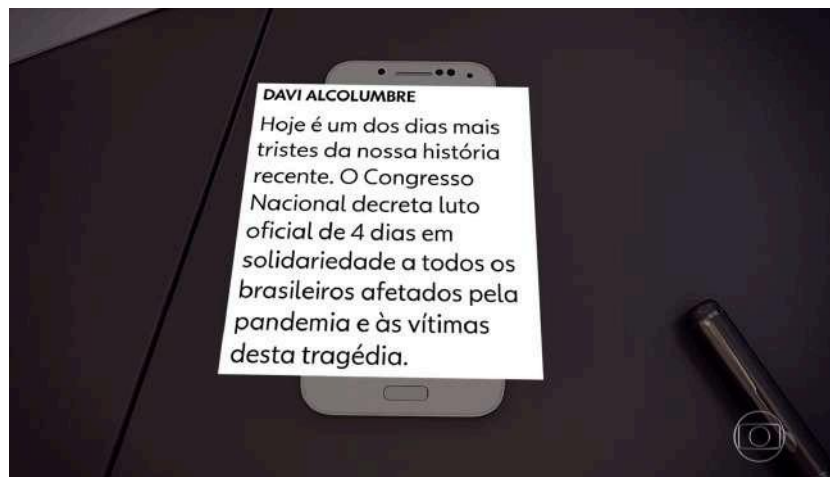 DAVI ALCOLUMBRE
Hoje é um dos dias mais
tristes da nossa história
recente. O Congresso
Nacional decreta luto
oficial de 4 dias em
solidariedade a todos os
brasileiros afetados pela
pandemia e às vítimas
desta tragédia.